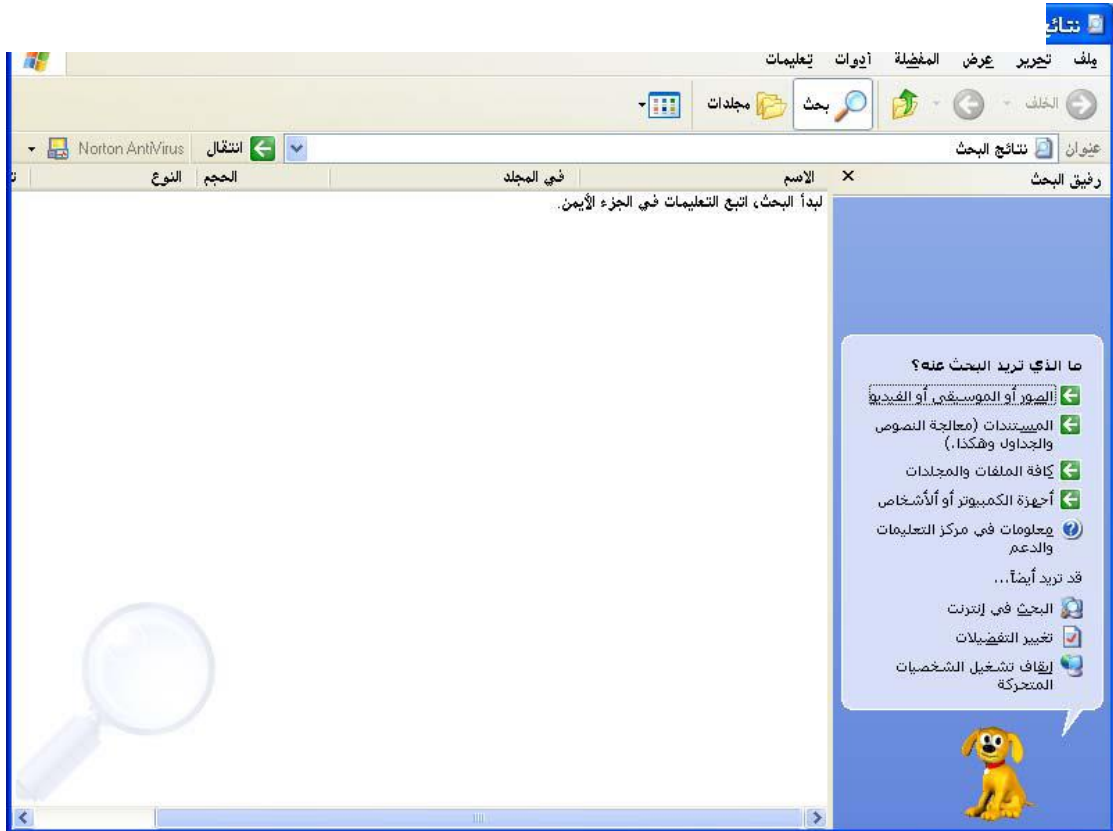 نتائج
ملف تحرير عرض المفضلة أدوات تعليمات
الخلف بحث مجلدات
عنوان نتائج البحث انتقال Norton AntiVirus
رفيق البحث
الاسم في المجلد الحجم النوع
لبدأ البحث، اتبع التعليمات في الجزء الأيمن.
ما الذي تريد البحث عنه؟
الصور أو الموسيقى أو الفيديو
المستندات (معالجة النصوص
والجداول وهكذا.)
كافة الملفات والمجلدات
أجهزة الكمبيوتر أو ألأشخاص
معلومات في مركز التعليمات
والدعم
قد تريد أيضاً...
البحث في إنترنت
تغيير التفضيلات
إيقاف تشغيل الشخصيات
المتحركة